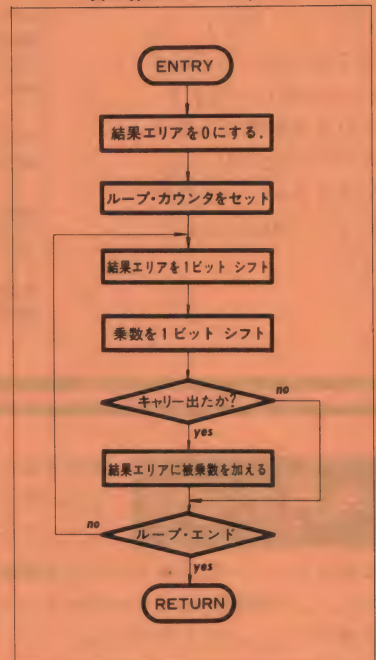 ENTRY
結果エリアを0にする.
ループ・カウンタをセット
結果エリアを1ビット シフト
乗数を1ビット シフト
キャリー出たか?
no
yes
結果エリアに被乗数を加える
no
ループ・エンド
yes
RETURN